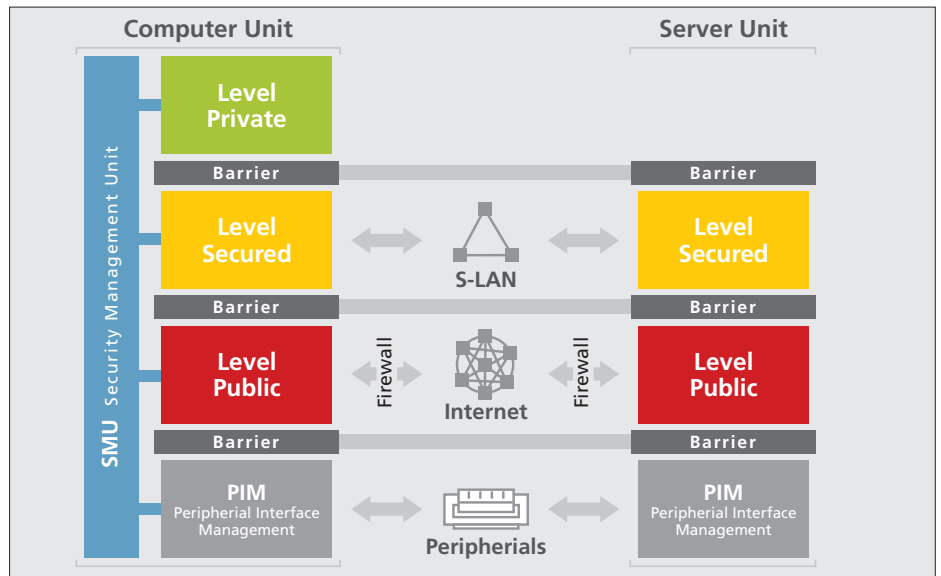 Computer Unit
Server Unit
SMU Security Management Unit
Level
Private
Barrier
Barrier
Level
Secured
S-LAN
Level
Secured
Barrier
Barrier
Level
Public
Firewall
Internet
Firewall
Level
Public
Barrier
Barrier
PIM
Peripherial Interface
Management
Peripherials
PIM
Peripherial Interface
Management